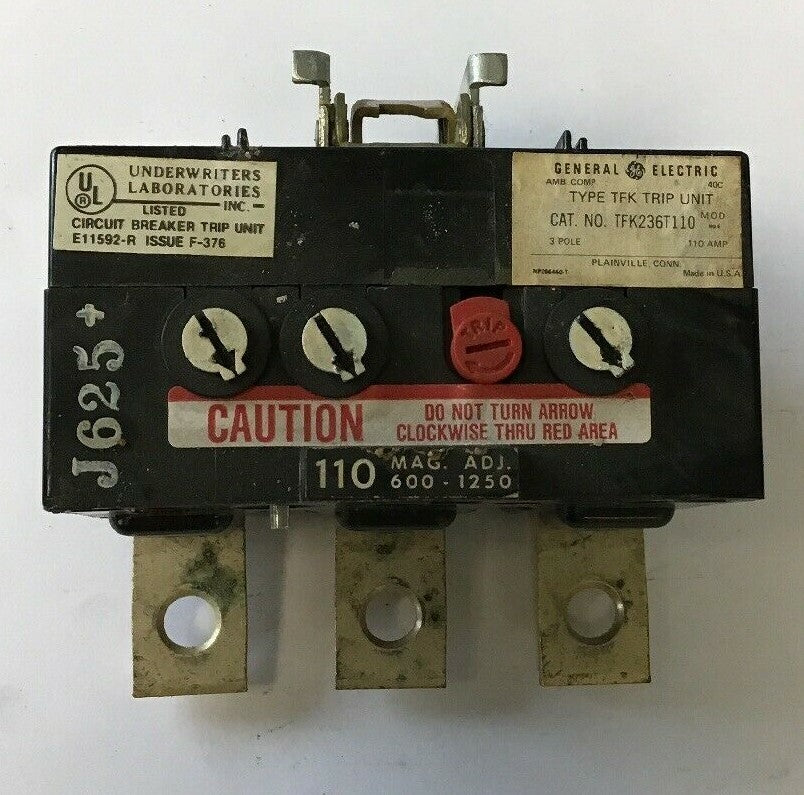 UNDERWRITERS
LABORATORIES
INC.
LISTED
CIRCUIT BREAKER TRIP UNIT
E11592-R ISSUE F-376
UL
R
GENERAL GE ELECTRIC
AMB COMP 40C
TYPE TFK TRIP UNIT
CAT. NO. TFK236T110 MOD
3 POLE 110 AMP
PLAINVILLE CONN.
Made in U.S.A
J625+
TRIP
CAUTION
DO NOT TURN ARROW
CLOCKWISE THRU RED AREA
110 MAG. ADJ.
600 - 1250